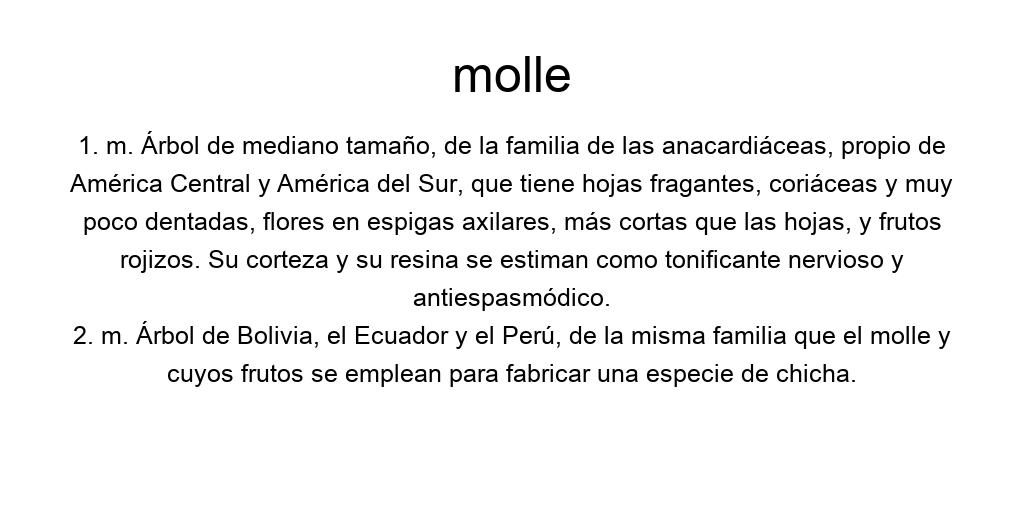 molle
1. m. Árbol de mediano tamaño, de la familia de las anacardiáceas, propio de
América Central y América del Sur, que tiene hojas fragantes, coriáceas y muy
poco dentadas, flores en espigas axilares, más cortas que las hojas, y frutos
rojizos. Su corteza y su resina se estiman como tonificante nervioso y
antiespasmódico.
2. m. Árbol de Bolivia, el Ecuador y el Perú, de la misma familia que el molle y
cuyos frutos se emplean para fabricar una especie de chicha.